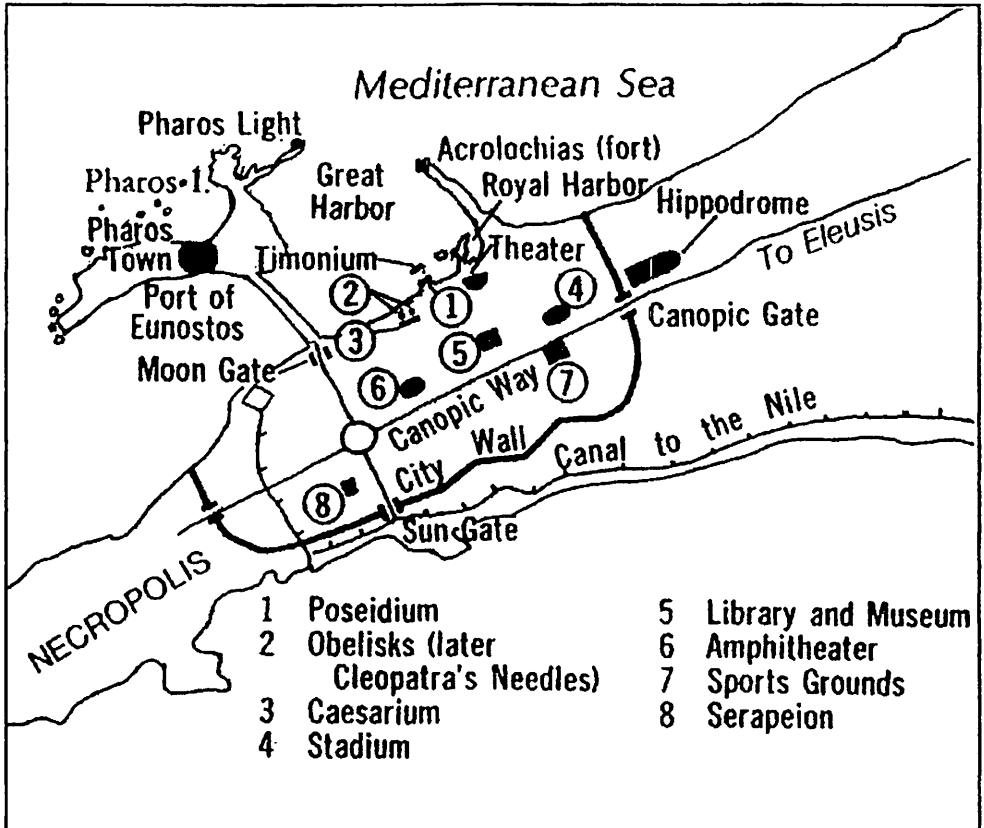 Mediterranean Sea
Pharos Light
Acrolochias (fort)
Pharos I.
Great
Harbor
Royal Harbor
Hippodrome
Pharos
Town
Timonium
Theater
To Eleusis
Port of
Eunostos
2
1
4
Canopic Gate
3
5
Moon Gate
6
7
Canopic Way
City Wall
Canal to the Nile
8
Sun Gate
NECROPOLIS
1 Poseidium
2 Obelisks (later
Cleopatra's Needles)
3 Caesarium
4 Stadium
5 Library and Museum
6 Amphitheater
7 Sports Grounds
8 Serapeion